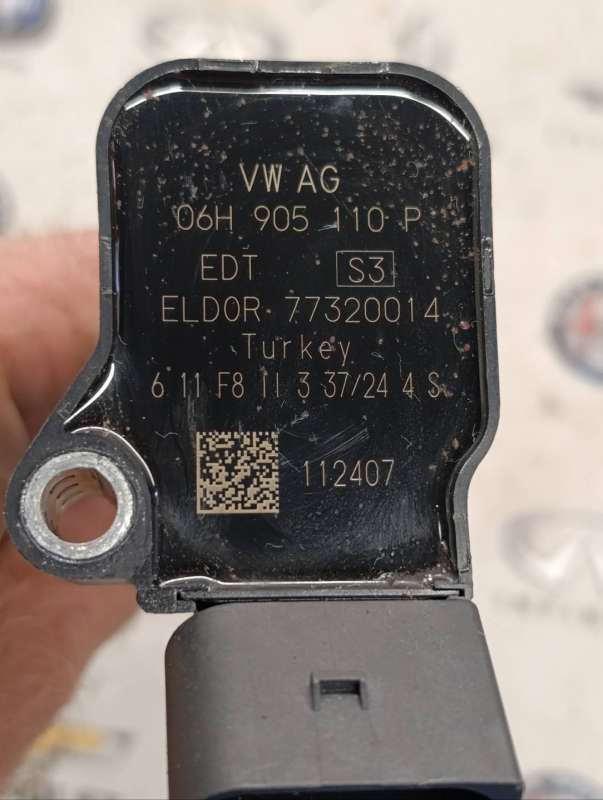 VW AG
06H 905 110 P
EDT S3
ELDOR 77320014
Turkey
6 11 F8 11 3 37/24 4 S
112407